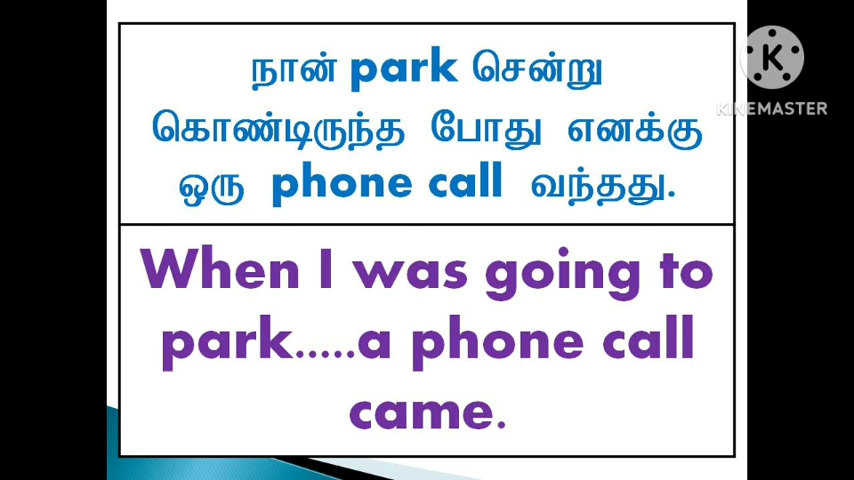 நான் park சென்று
கொண்டிருந்த போது எனக்கு
ஒரு phone call வந்தது.
When I was going to
park.....a phone call
came.
K
KINEMASTER